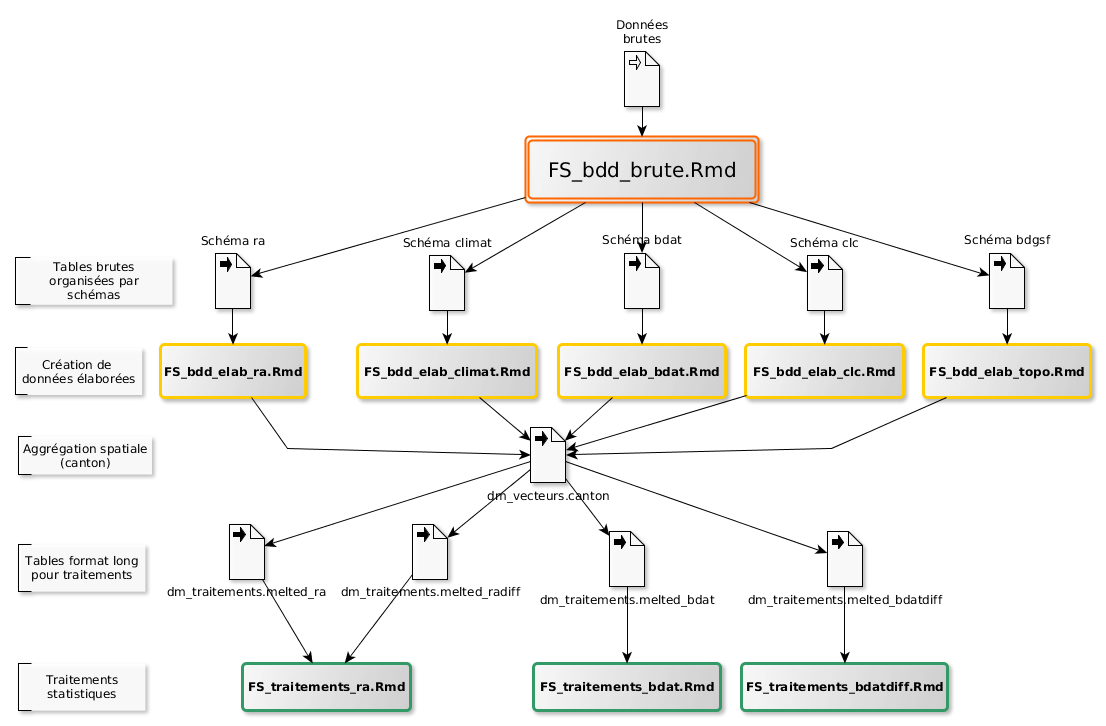 Données
brutes
FS_bdd_brute.Rmd
Schéma ra
Schéma climat
Schéma bdat
Schéma clc
Schéma bdgsf
Tables brutes
organisées par
schémas
Création de
données élaborées
FS_bdd_elab_ra.Rmd
FS_bdd_elab_climat.Rmd
FS_bdd_elab_bdat.Rmd
FS_bdd_elab_clc.Rmd
FS_bdd_elab_topo.Rmd
Aggrégation spatiale
(canton)
dm_vecteurs.canton
Tables format long
pour traitements
dm_traitements.melted_ra
dm_traitements.melted_radiff
dm_traitements.melted_bdat
dm_traitements.melted_bdatdiff
Traitements
statistiques
FS_traitements_ra.Rmd
FS_traitements_bdat.Rmd
FS_traitements_bdatdiff.Rmd